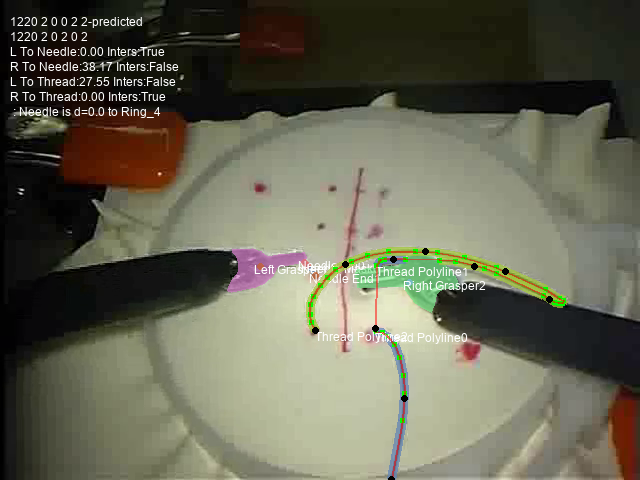 1220 2 0 0 2 2-predicted
1220 2 0 2 0 2
L To Needle:0.00 Inters:True
R To Needle:38.17 Inters:False
L To Thread:27.55 Inters:False
R To Thread:0.00 Inters:True
: Needle is d=0.0 to Ring_4
Left Grasper
Thread Polyline1
Needle End
Right Grasper2
Thread Polyline0